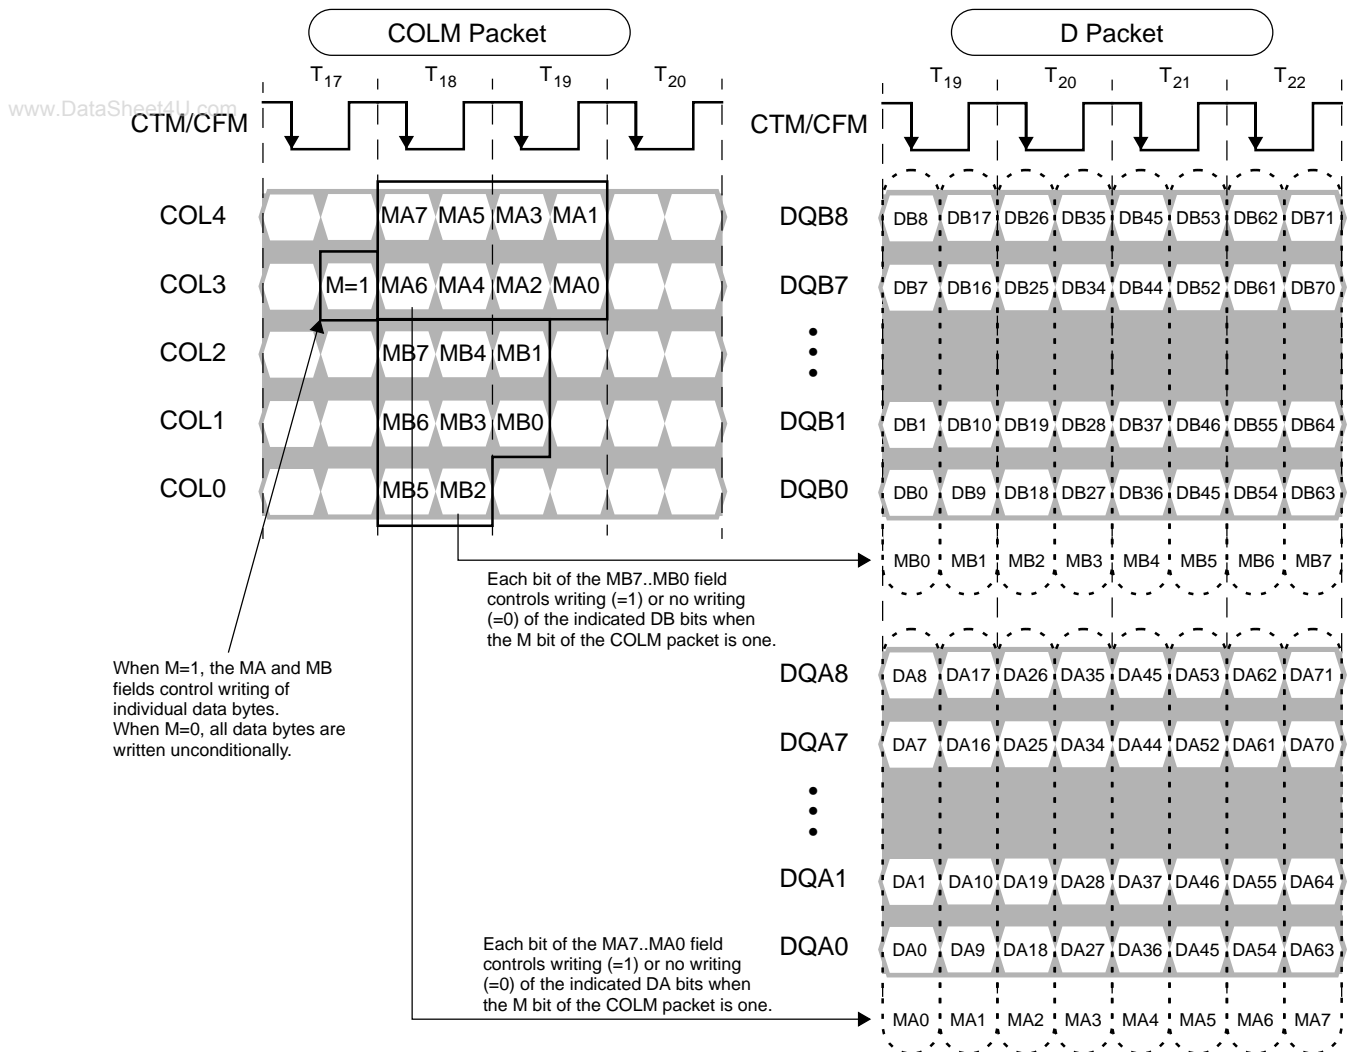 COLM Packet
D Packet
T17 T18 T19 T20
T19 T20 T21 T22
www.DataSheet4U.com
CTM/CFM
CTM/CFM
COL4 MA7 MA5 MA3 MA1
DQB8 DB8 DB17 DB26 DB35 DB45 DB53 DB62 DB71
COL3 M=1 MA6 MA4 MA2 MA0
DQB7 DB7 DB16 DB25 DB34 DB44 DB52 DB61 DB70
COL2 MB7 MB4 MB1
COL1 MB6 MB3 MB0
DQB1 DB1 DB10 DB19 DB28 DB37 DB46 DB55 DB64
COL0 MB5 MB2
DQB0 DB0 DB9 DB18 DB27 DB36 DB45 DB54 DB63
MB0 MB1 MB2 MB3 MB4 MB5 MB6 MB7
Each bit of the MB7..MB0 field
controls writing (=1) or no writing
(=0) of the indicated DB bits when
the M bit of the COLM packet is one.
When M=1, the MA and MB
fields control writing of
individual data bytes.
When M=0, all data bytes are
written unconditionally.
DQA8 DA8 DA17 DA26 DA35 DA45 DA53 DA62 DA71
DQA7 DA7 DA16 DA25 DA34 DA44 DA52 DA61 DA70
DQA1 DA1 DA10 DA19 DA28 DA37 DA46 DA55 DA64
DQA0 DA0 DA9 DA18 DA27 DA36 DA45 DA54 DA63
Each bit of the MA7..MA0 field
controls writing (=1) or no writing
(=0) of the indicated DA bits when
the M bit of the COLM packet is one.
MA0 MA1 MA2 MA3 MA4 MA5 MA6 MA7